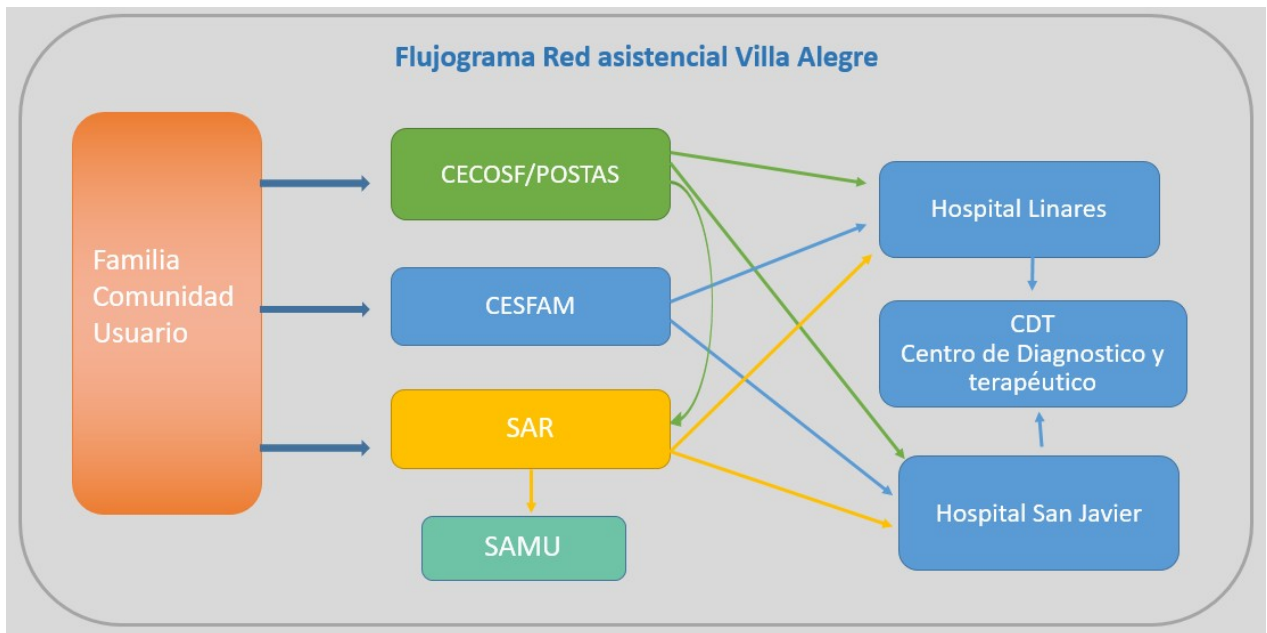 Flujograma Red asistencial Villa Alegre
Familia
Comunidad
Usuario
CECOSF/POSTAS
CESFAM
SAR
SAMU
Hospital Linares
CDT
Centro de Diagnostico y
terapéutico
Hospital San Javier